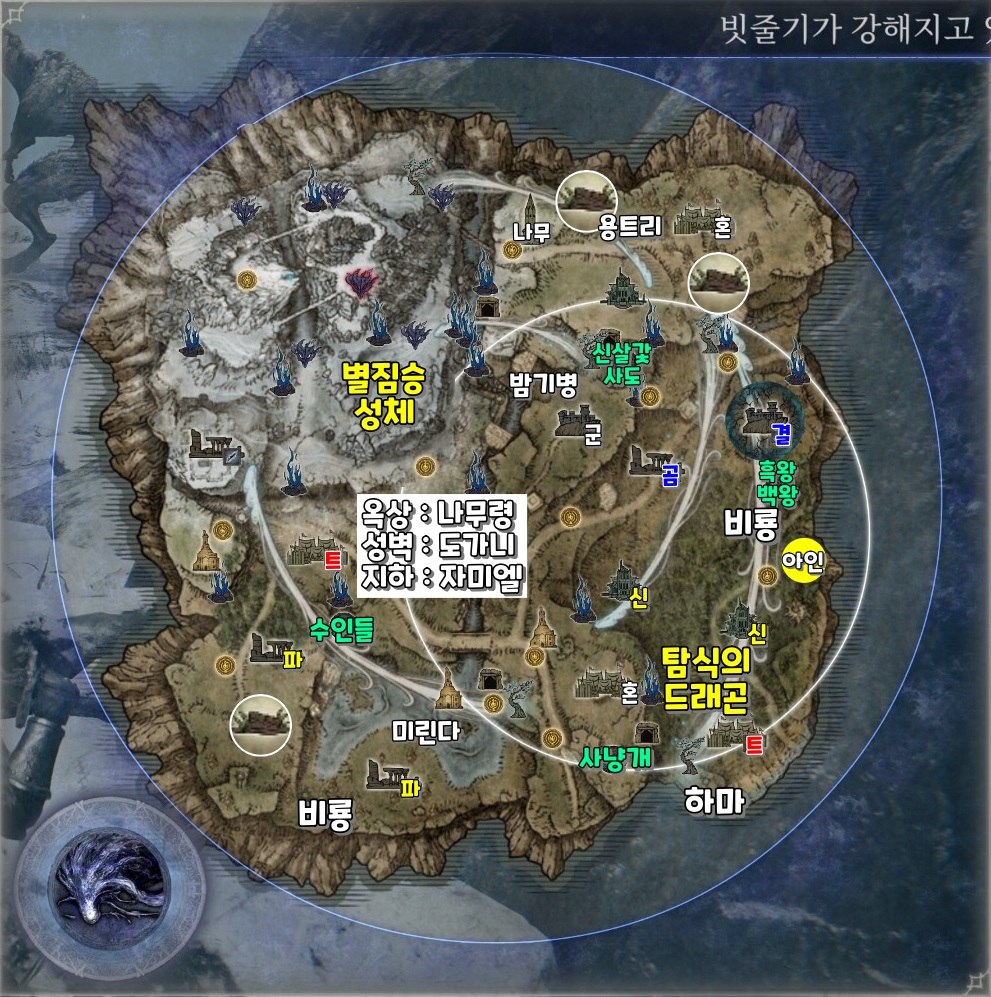 빗줄기가 강해지고 있
나무
용트리
혼
신살갗
사도
밤기병
별짐승
성체
군
결
곰
흑왕
백왕
비룡
옥상 : 나무령
성벽 : 도가니
지하 : 자미엘
트
아인
신
수인들
신
파
탐식의
드래곤
혼
미린다
트
사냥개
파
하마
비룡